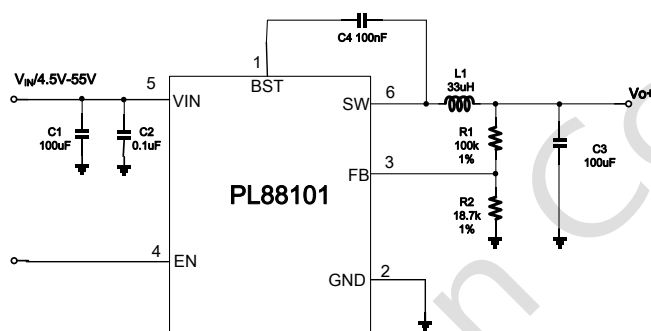 C4 100nF
1
BST
VIN/4.5V-55V
5
VIN
6
SW
L1
33uH
Vo+
C1
100uF
C2
0.1uF
R1
100k
1%
C3
100uF
3
FB
PL88101
R2
18.7k
1%
4
EN
2
GND